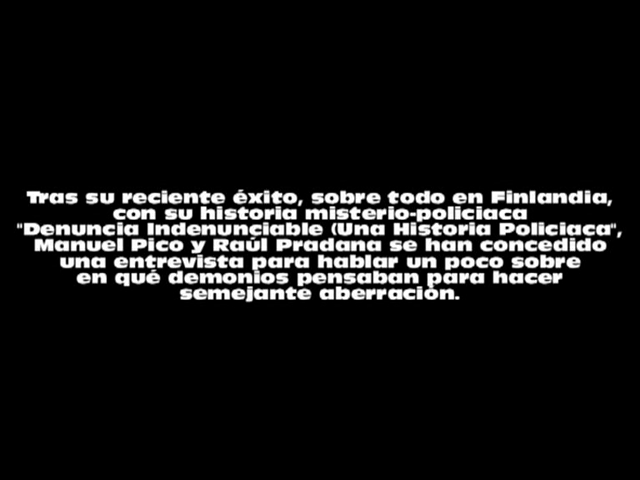 Tras su reciente éxito, sobre todo en Finlandia,
con su historia misterio-policiaca
"Denuncia Indenunciable (Una Historia Policiaca",
Manuel Pico y Raúl Pradana se han concedido
una entrevista para hablar un poco sobre
en qué demonios pensaban para hacer
semejante aberración.